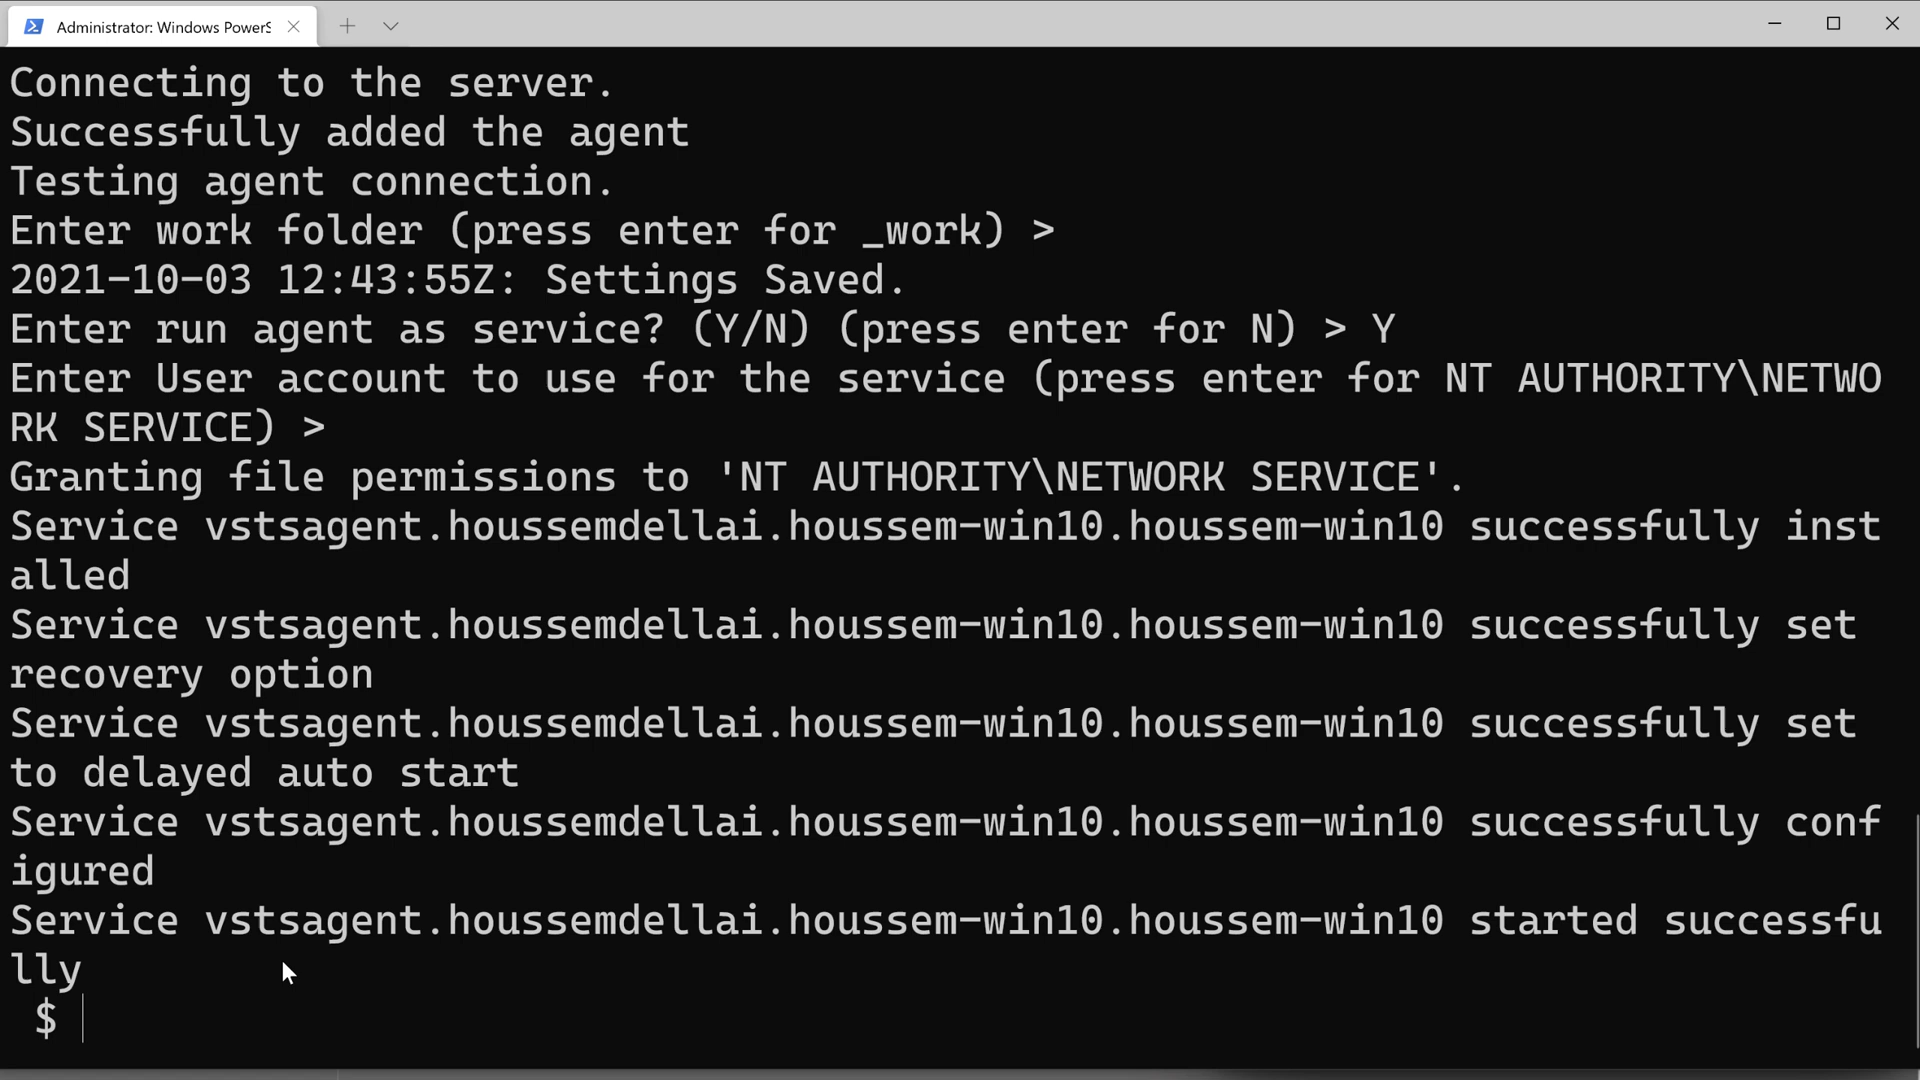 Administrator: Windows PowerS
Connecting to the server.
Successfully added the agent
Testing agent connection.
Enter work folder (press enter for _work) >
2021-10-03 12:43:55Z: Settings Saved.
Enter run agent as service? (Y/N) (press enter for N) > Y
Enter User account to use for the service (press enter for NT AUTHORITY\NETWO
RK SERVICE) >
Granting file permissions to 'NT AUTHORITY\NETWORK SERVICE'.
Service vstsagent.houssemdellai.houssem-win10.houssem-win10 successfully inst
alled
Service vstsagent.houssemdellai.houssem-win10.houssem-win10 successfully set
recovery option
Service vstsagent.houssemdellai.houssem-win10.houssem-win10 successfully set
to delayed auto start
Service vstsagent.houssemdellai.houssem-win10.houssem-win10 successfully conf
igured
Service vstsagent.houssemdellai.houssem-win10.houssem-win10 started successfu
lly
$